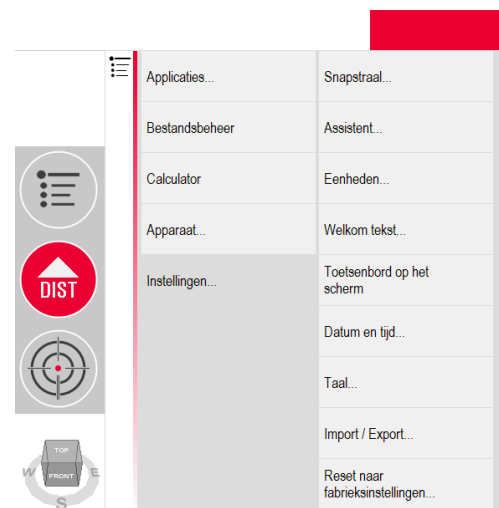 Applicaties...
Bestandsbeheer
Calculator
Apparaat...
Instellingen...
Snapstraal...
Assistent...
Eenheden...
Welkom tekst...
Toetsenbord op het
scherm
Datum en tijd...
Taal...
Import / Export...
Reset naar
fabrieksinstellingen...
DIST
TOP
W FRONT E
S